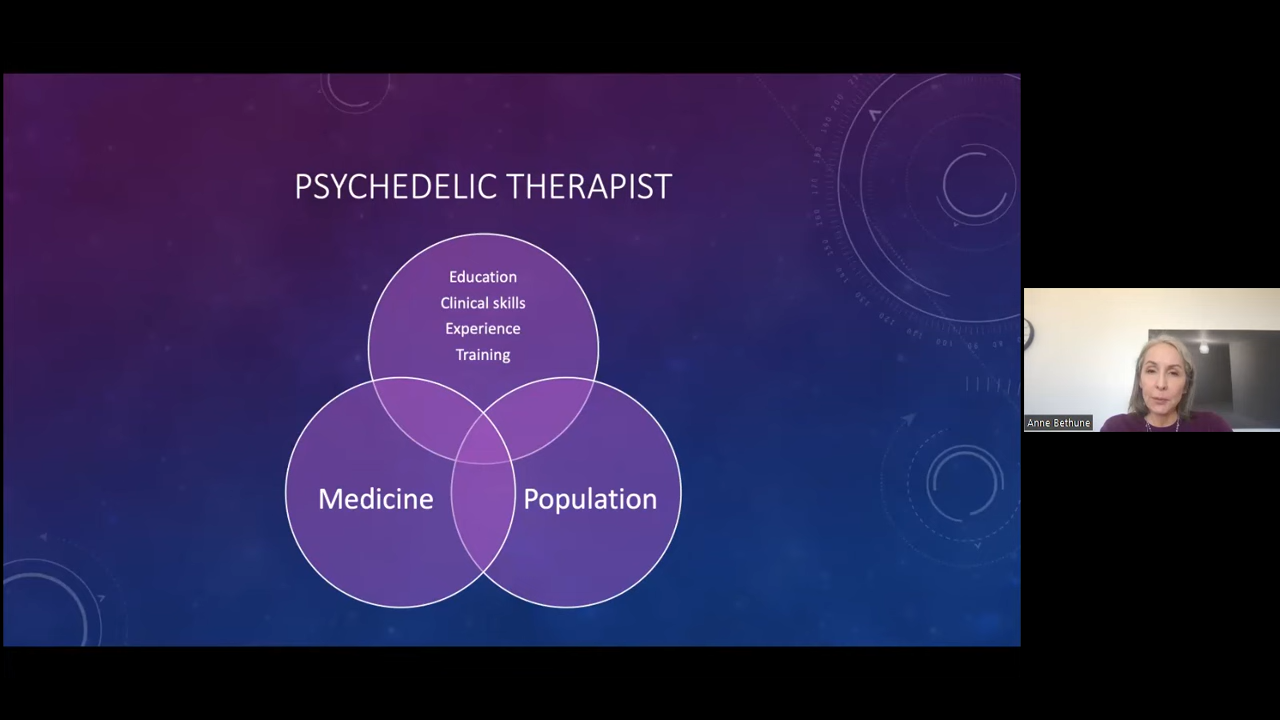 PSYCHEDELIC THERAPIST
Education
Clinical skills
Experience
Training
Medicine
Population
Anne Bethune